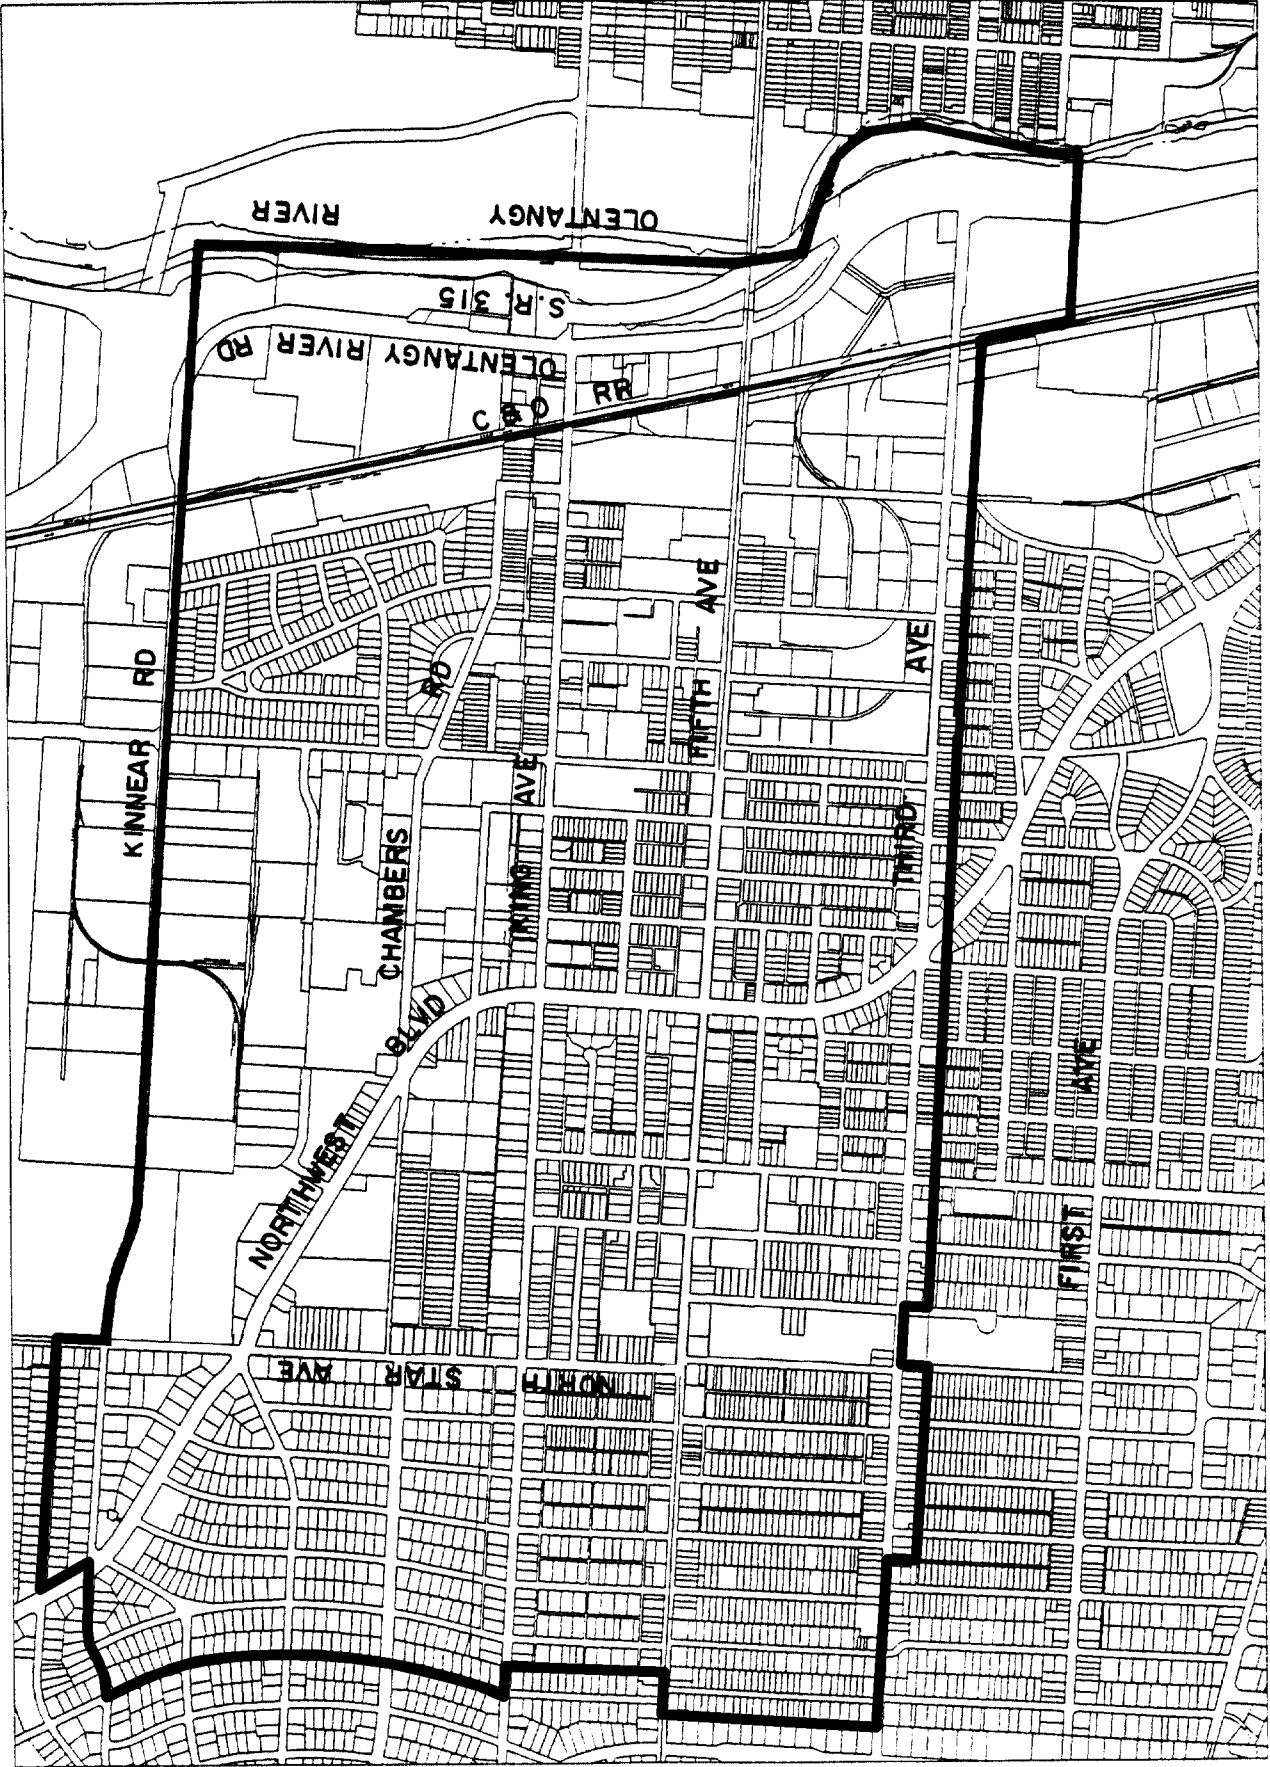 OLENTANGY RIVER
S.R. 315
OLENTANGY RIVER RD
C & O RR
KINNEAR RD
CHAMBERS RD
KING AVE
FIFTH AVE
THIRD AVE
NORTHWEST BLVD
FIRST AVE
NORTH STAR AVE